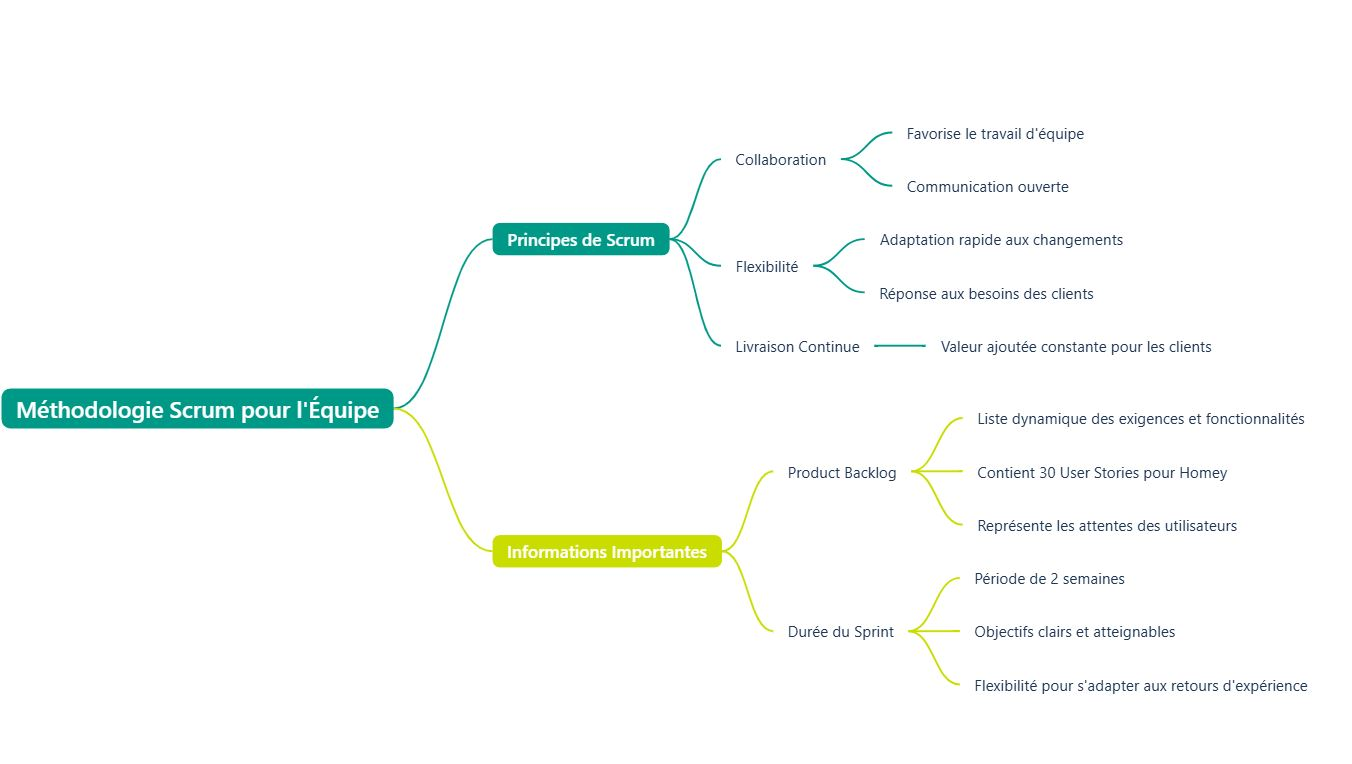 Méthodologie Scrum pour l'Équipe
Principes de Scrum
Collaboration
Favorise le travail d'équipe
Communication ouverte
Flexibilité
Adaptation rapide aux changements
Réponse aux besoins des clients
Livraison Continue
Valeur ajoutée constante pour les clients
Informations Importantes
Product Backlog
Liste dynamique des exigences et fonctionnalités
Contient 30 User Stories pour Homey
Représente les attentes des utilisateurs
Durée du Sprint
Période de 2 semaines
Objectifs clairs et atteignables
Flexibilité pour s'adapter aux retours d'expérience